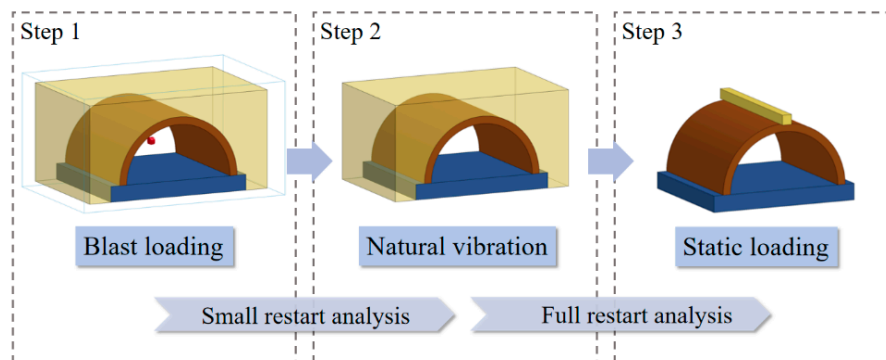 Step 1
Step 2
Step 3
Blast loading
Natural vibration
Static loading
Small restart analysis
Full restart analysis